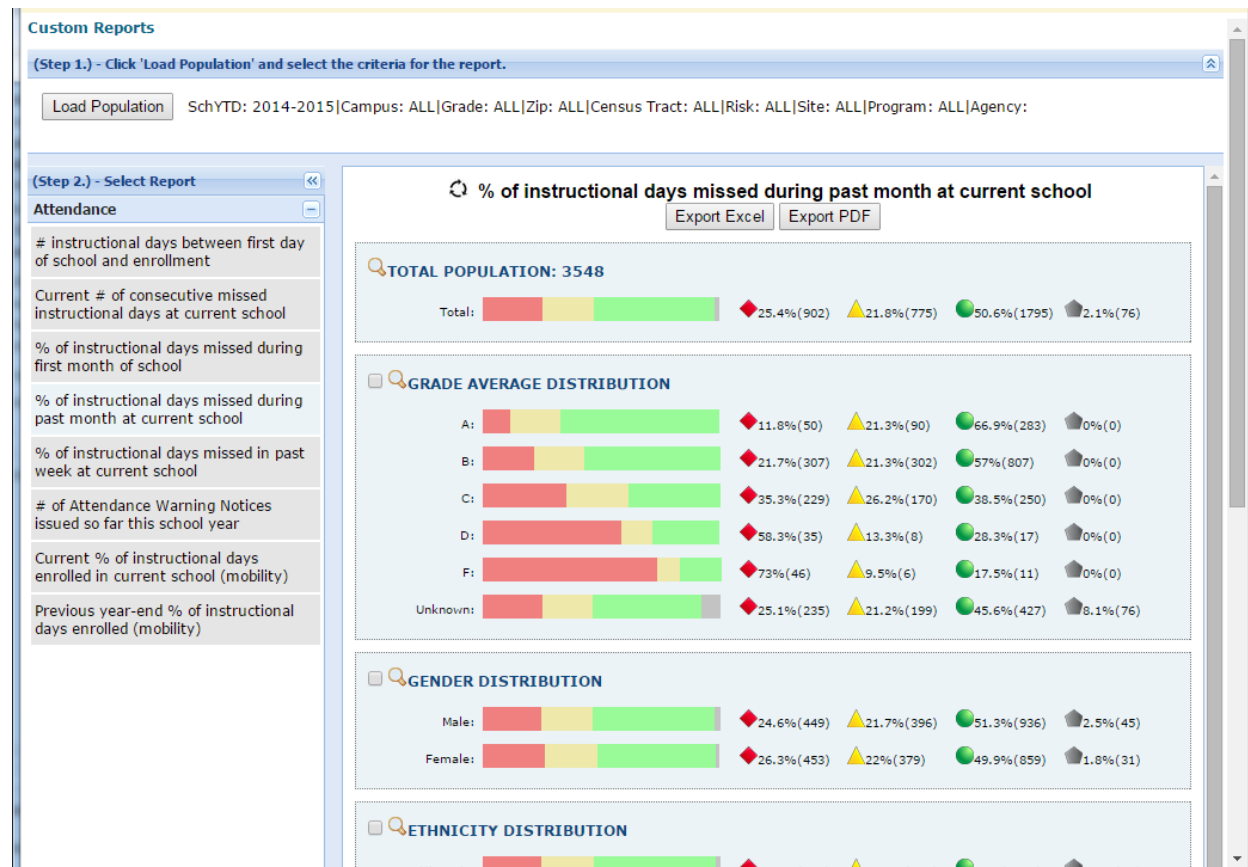 Custom Reports
(Step 1.) - Click 'Load Population' and select the criteria for the report.
Load Population SchYTD: 2014-2015|Campus: ALL|Grade: ALL|Zip: ALL|Census Tract: ALL|Risk: ALL|Site: ALL|Program: ALL|Agency:
(Step 2.) - Select Report
Attendance
# instructional days between first day
of school and enrollment
Current # of consecutive missed
instructional days at current school
% of instructional days missed during
first month of school
% of instructional days missed during
past month at current school
% of instructional days missed in past
week at current school
# of Attendance Warning Notices
issued so far this school year
Current % of instructional days
enrolled in current school (mobility)
Previous year-end % of instructional
days enrolled (mobility)
% of instructional days missed during past month at current school
Export Excel Export PDF
TOTAL POPULATION: 3548
Total: 25.4%(902) 21.8%(775) 50.6%(1795) 2.1%(76)
GRADE AVERAGE DISTRIBUTION
A: 11.8%(50) 21.3%(90) 66.9%(283) 0%(0)
B: 21.7%(307) 21.3%(302) 57%(807) 0%(0)
C: 35.3%(229) 26.2%(170) 38.5%(250) 0%(0)
D: 58.3%(35) 13.3%(8) 28.3%(17) 0%(0)
F: 73%(46) 9.5%(6) 17.5%(11) 0%(0)
Unknown: 25.1%(235) 21.2%(199) 45.6%(427) 8.1%(76)
GENDER DISTRIBUTION
Male: 24.6%(449) 21.7%(396) 51.3%(936) 2.5%(45)
Female: 26.3%(453) 22%(379) 49.9%(859) 1.8%(31)
ETHNICITY DISTRIBUTION